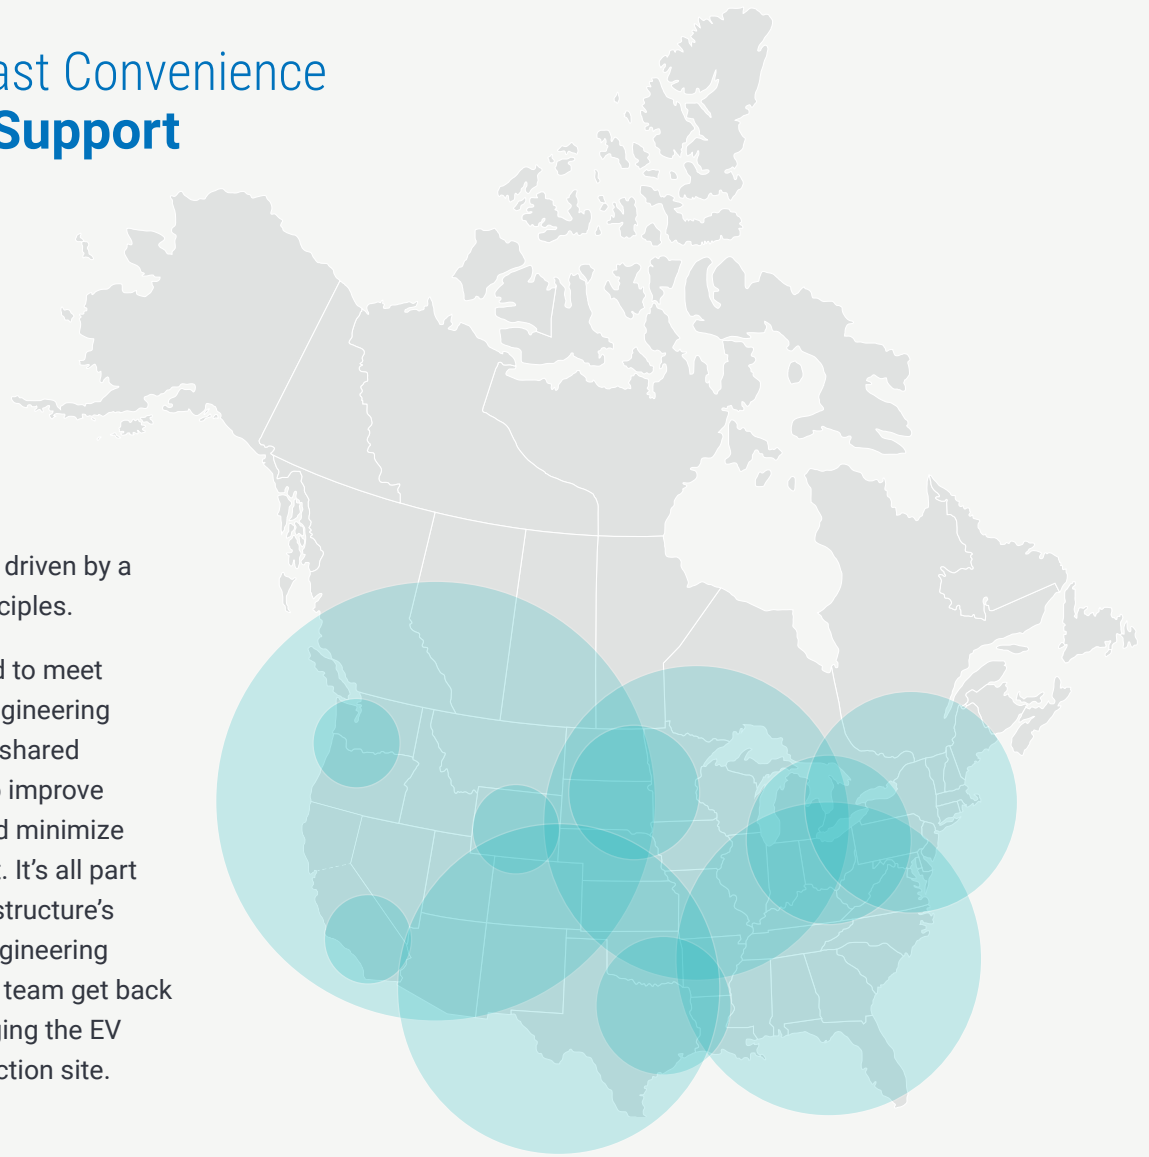 ast Convenience
Support
driven by a
ciples.
d to meet
gineering
shared
improve
d minimize
. It’s all part
structure’s
gineering
team get back
ging the EV
ction site.